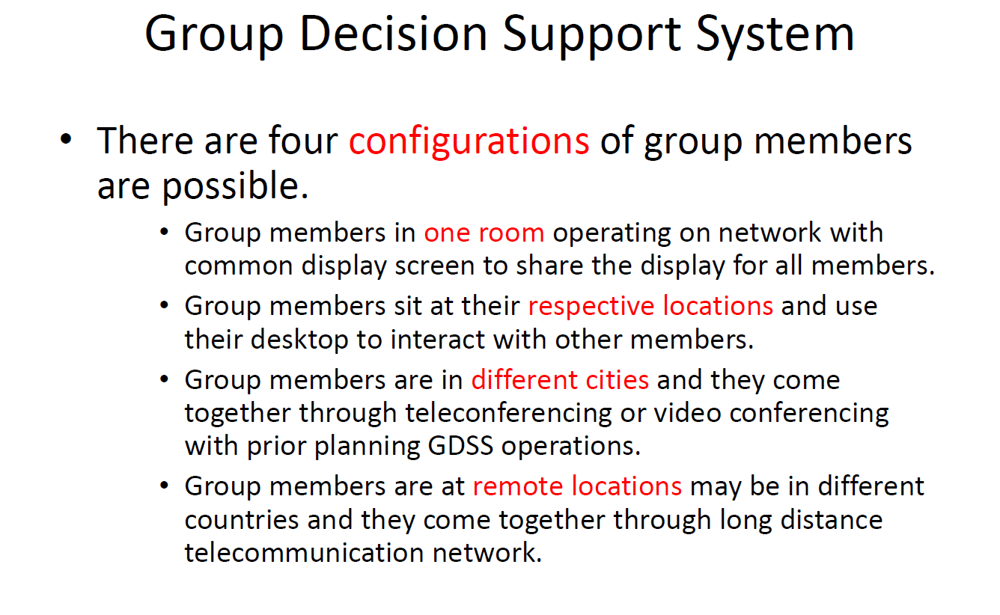 Group Decision Support System
• There are four configurations of group members
are possible.
• Group members in one room operating on network with
common display screen to share the display for all members.
• Group members sit at their respective locations and use
their desktop to interact with other members.
• Group members are in different cities and they come
together through teleconferencing or video conferencing
with prior planning GDSS operations.
• Group members are at remote locations may be in different
countries and they come together through long distance
telecommunication network.